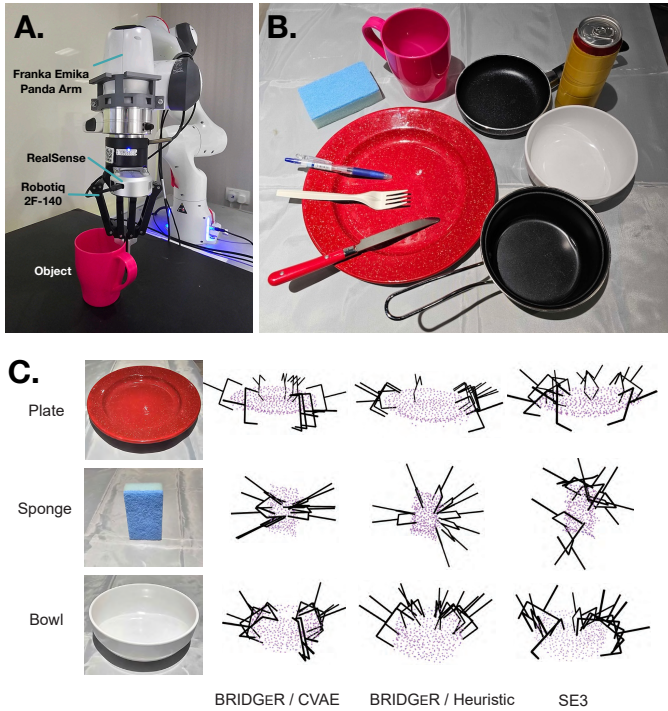 A.
Franka Emika
Panda Arm
RealSense
Robotiq
2F-140
Object
B.
C.
Plate
Sponge
Bowl
BRIDGER / CVAE
BRIDGER / Heuristic
SE3